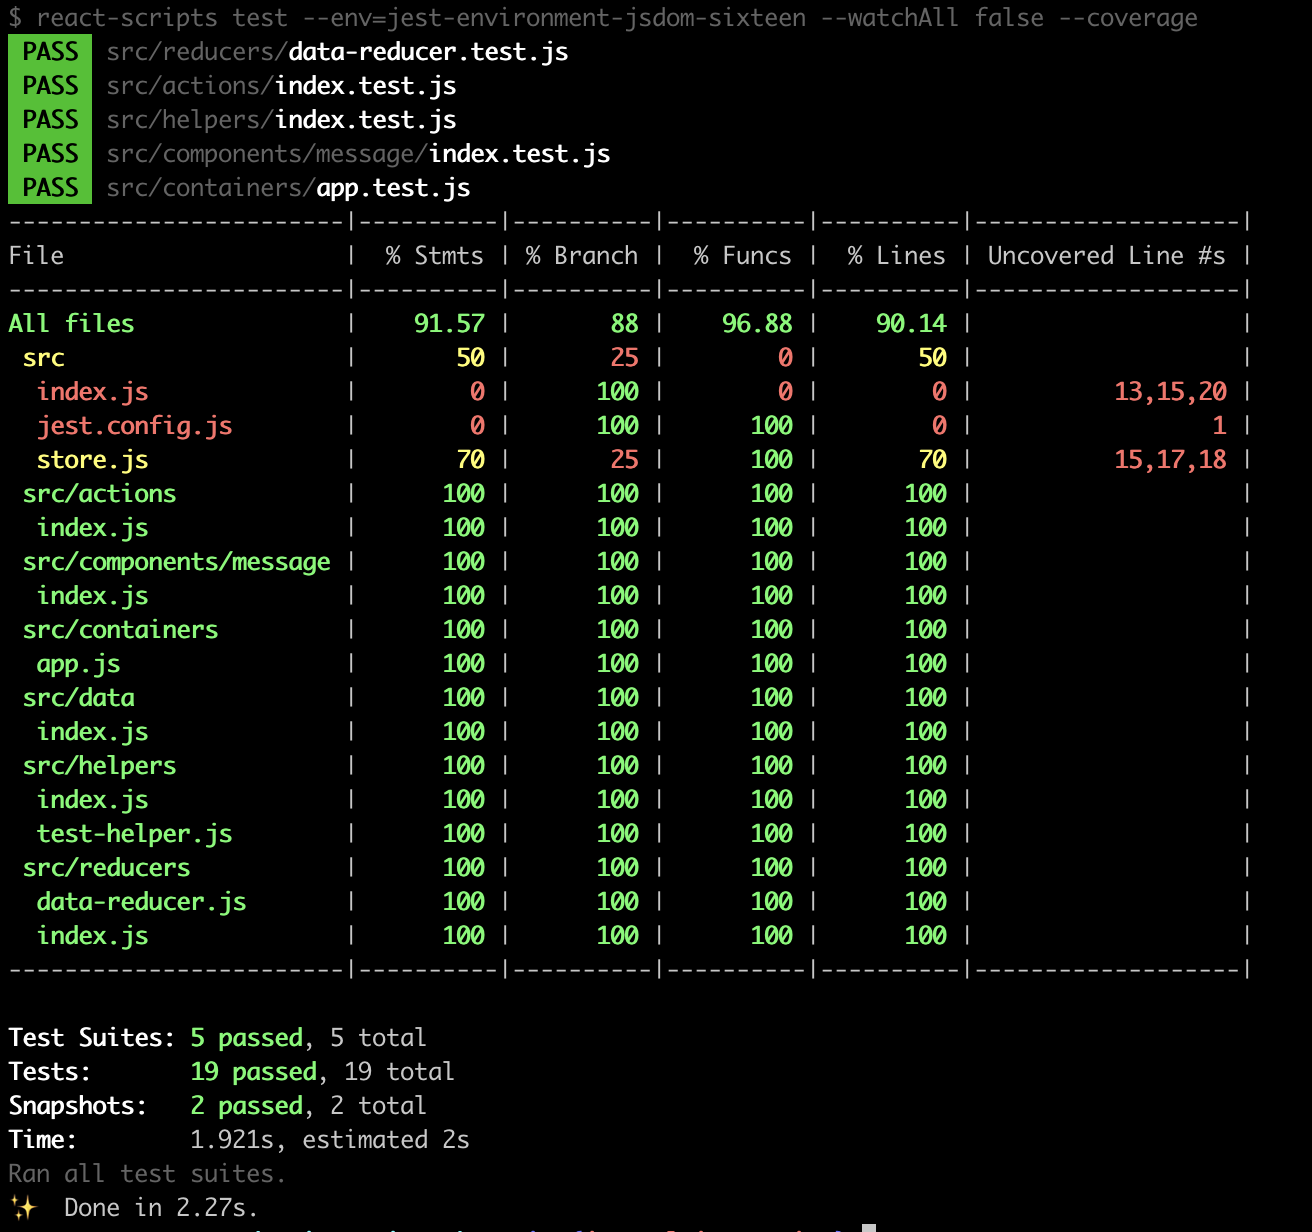 $ react-scripts test --env=jest-environment-jsdom-sixteen --watchAll false --coverage
PASS src/reducers/data-reducer.test.js
PASS src/actions/index.test.js
PASS src/helpers/index.test.js
PASS src/components/message/index.test.js
PASS src/containers/app.test.js
------------------------|----------|----------|----------|----------|-------------------|
File                    |  % Stmts | % Branch |  % Funcs |  % Lines | Uncovered Line #s |
------------------------|----------|----------|----------|----------|-------------------|
All files               |    91.57 |       88 |    96.88 |    90.14 |                   |
 src                    |       50 |       25 |        0 |       50 |                   |
  index.js              |        0 |      100 |        0 |        0 |          13,15,20 |
  jest.config.js        |        0 |      100 |      100 |        0 |                 1 |
  store.js              |       70 |       25 |      100 |       70 |          15,17,18 |
 src/actions            |      100 |      100 |      100 |      100 |                   |
  index.js              |      100 |      100 |      100 |      100 |                   |
 src/components/message |      100 |      100 |      100 |      100 |                   |
  index.js              |      100 |      100 |      100 |      100 |                   |
 src/containers         |      100 |      100 |      100 |      100 |                   |
  app.js                |      100 |      100 |      100 |      100 |                   |
 src/data               |      100 |      100 |      100 |      100 |                   |
  index.js              |      100 |      100 |      100 |      100 |                   |
 src/helpers            |      100 |      100 |      100 |      100 |                   |
  index.js              |      100 |      100 |      100 |      100 |                   |
  test-helper.js        |      100 |      100 |      100 |      100 |                   |
 src/reducers           |      100 |      100 |      100 |      100 |                   |
  data-reducer.js       |      100 |      100 |      100 |      100 |                   |
  index.js              |      100 |      100 |      100 |      100 |                   |
------------------------|----------|----------|----------|----------|-------------------|
Test Suites: 5 passed, 5 total
Tests:       19 passed, 19 total
Snapshots:   2 passed, 2 total
Time:        1.921s, estimated 2s
Ran all test suites.
✨  Done in 2.27s.